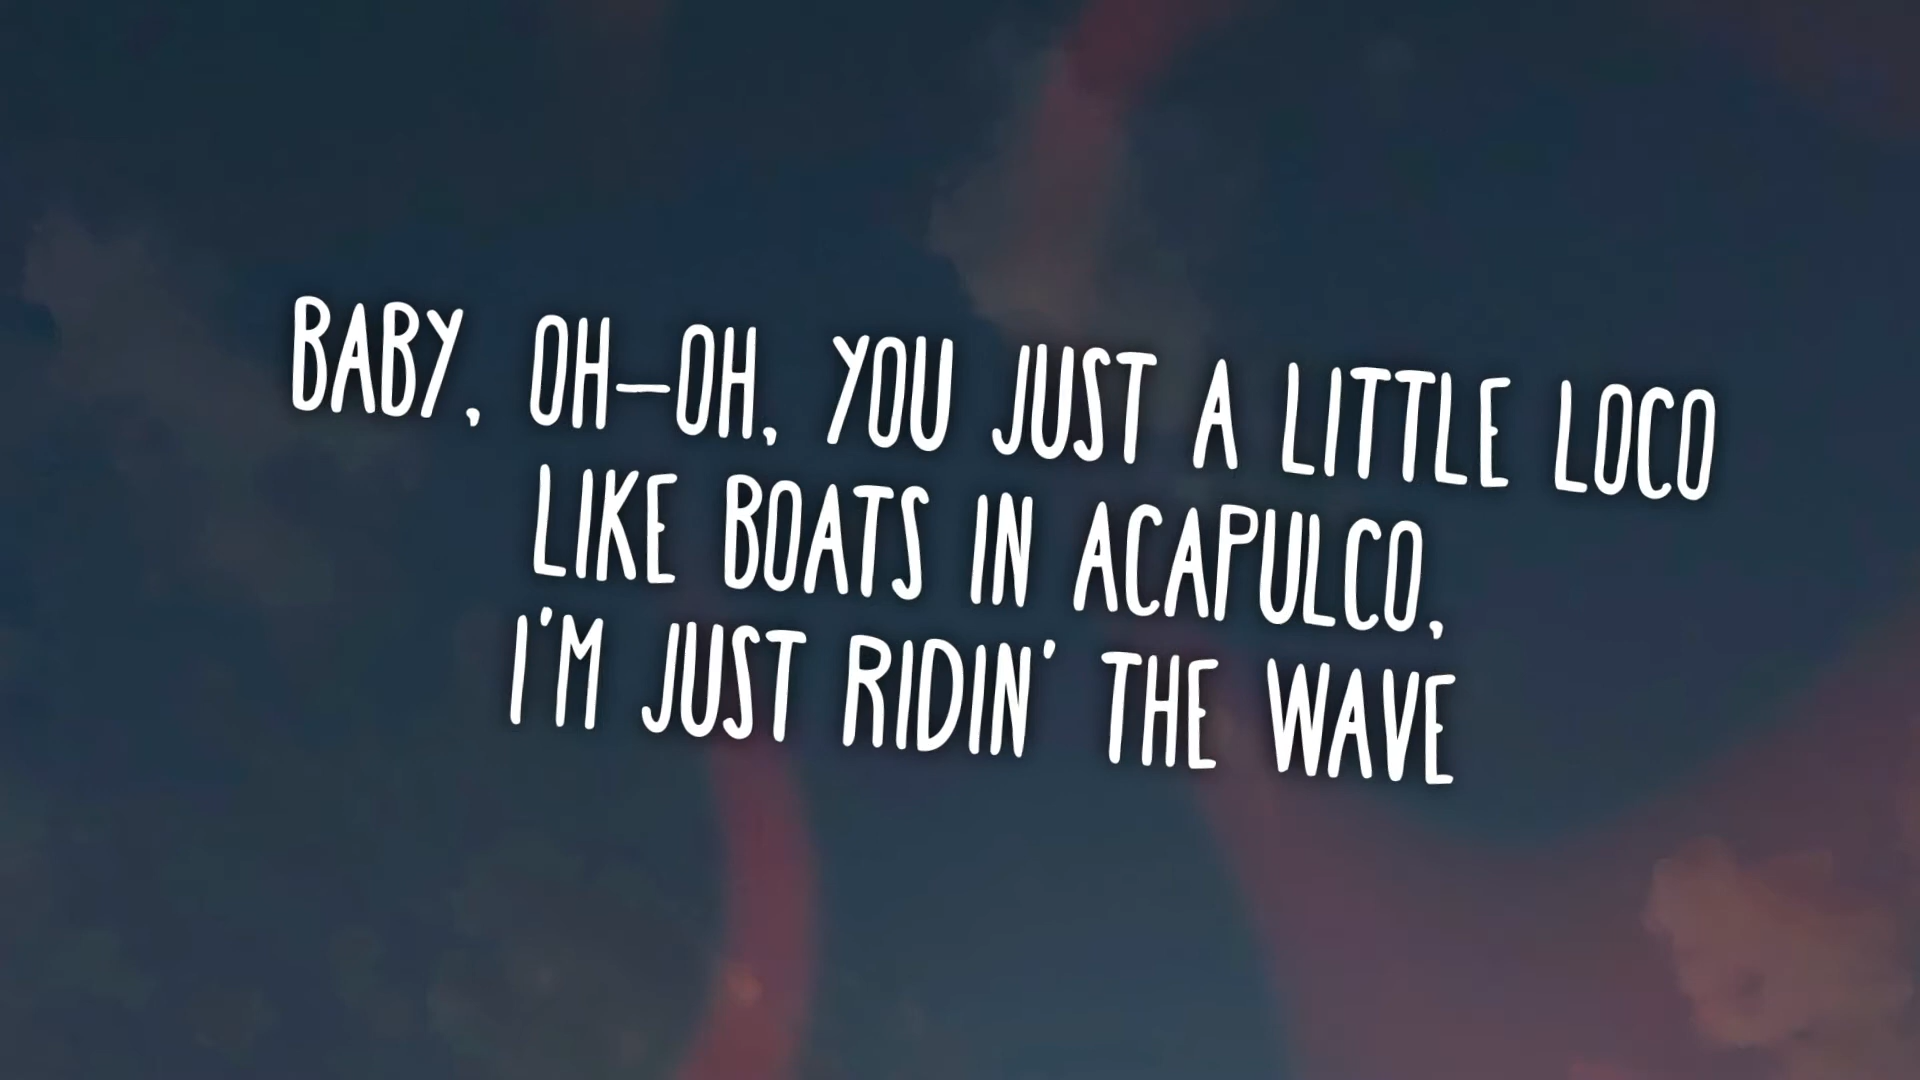 BABY, OH-OH, YOU JUST A LITTLE LOCO
LIKE BOATS IN ACAPULCO,
I'M JUST RIDIN' THE WAVE